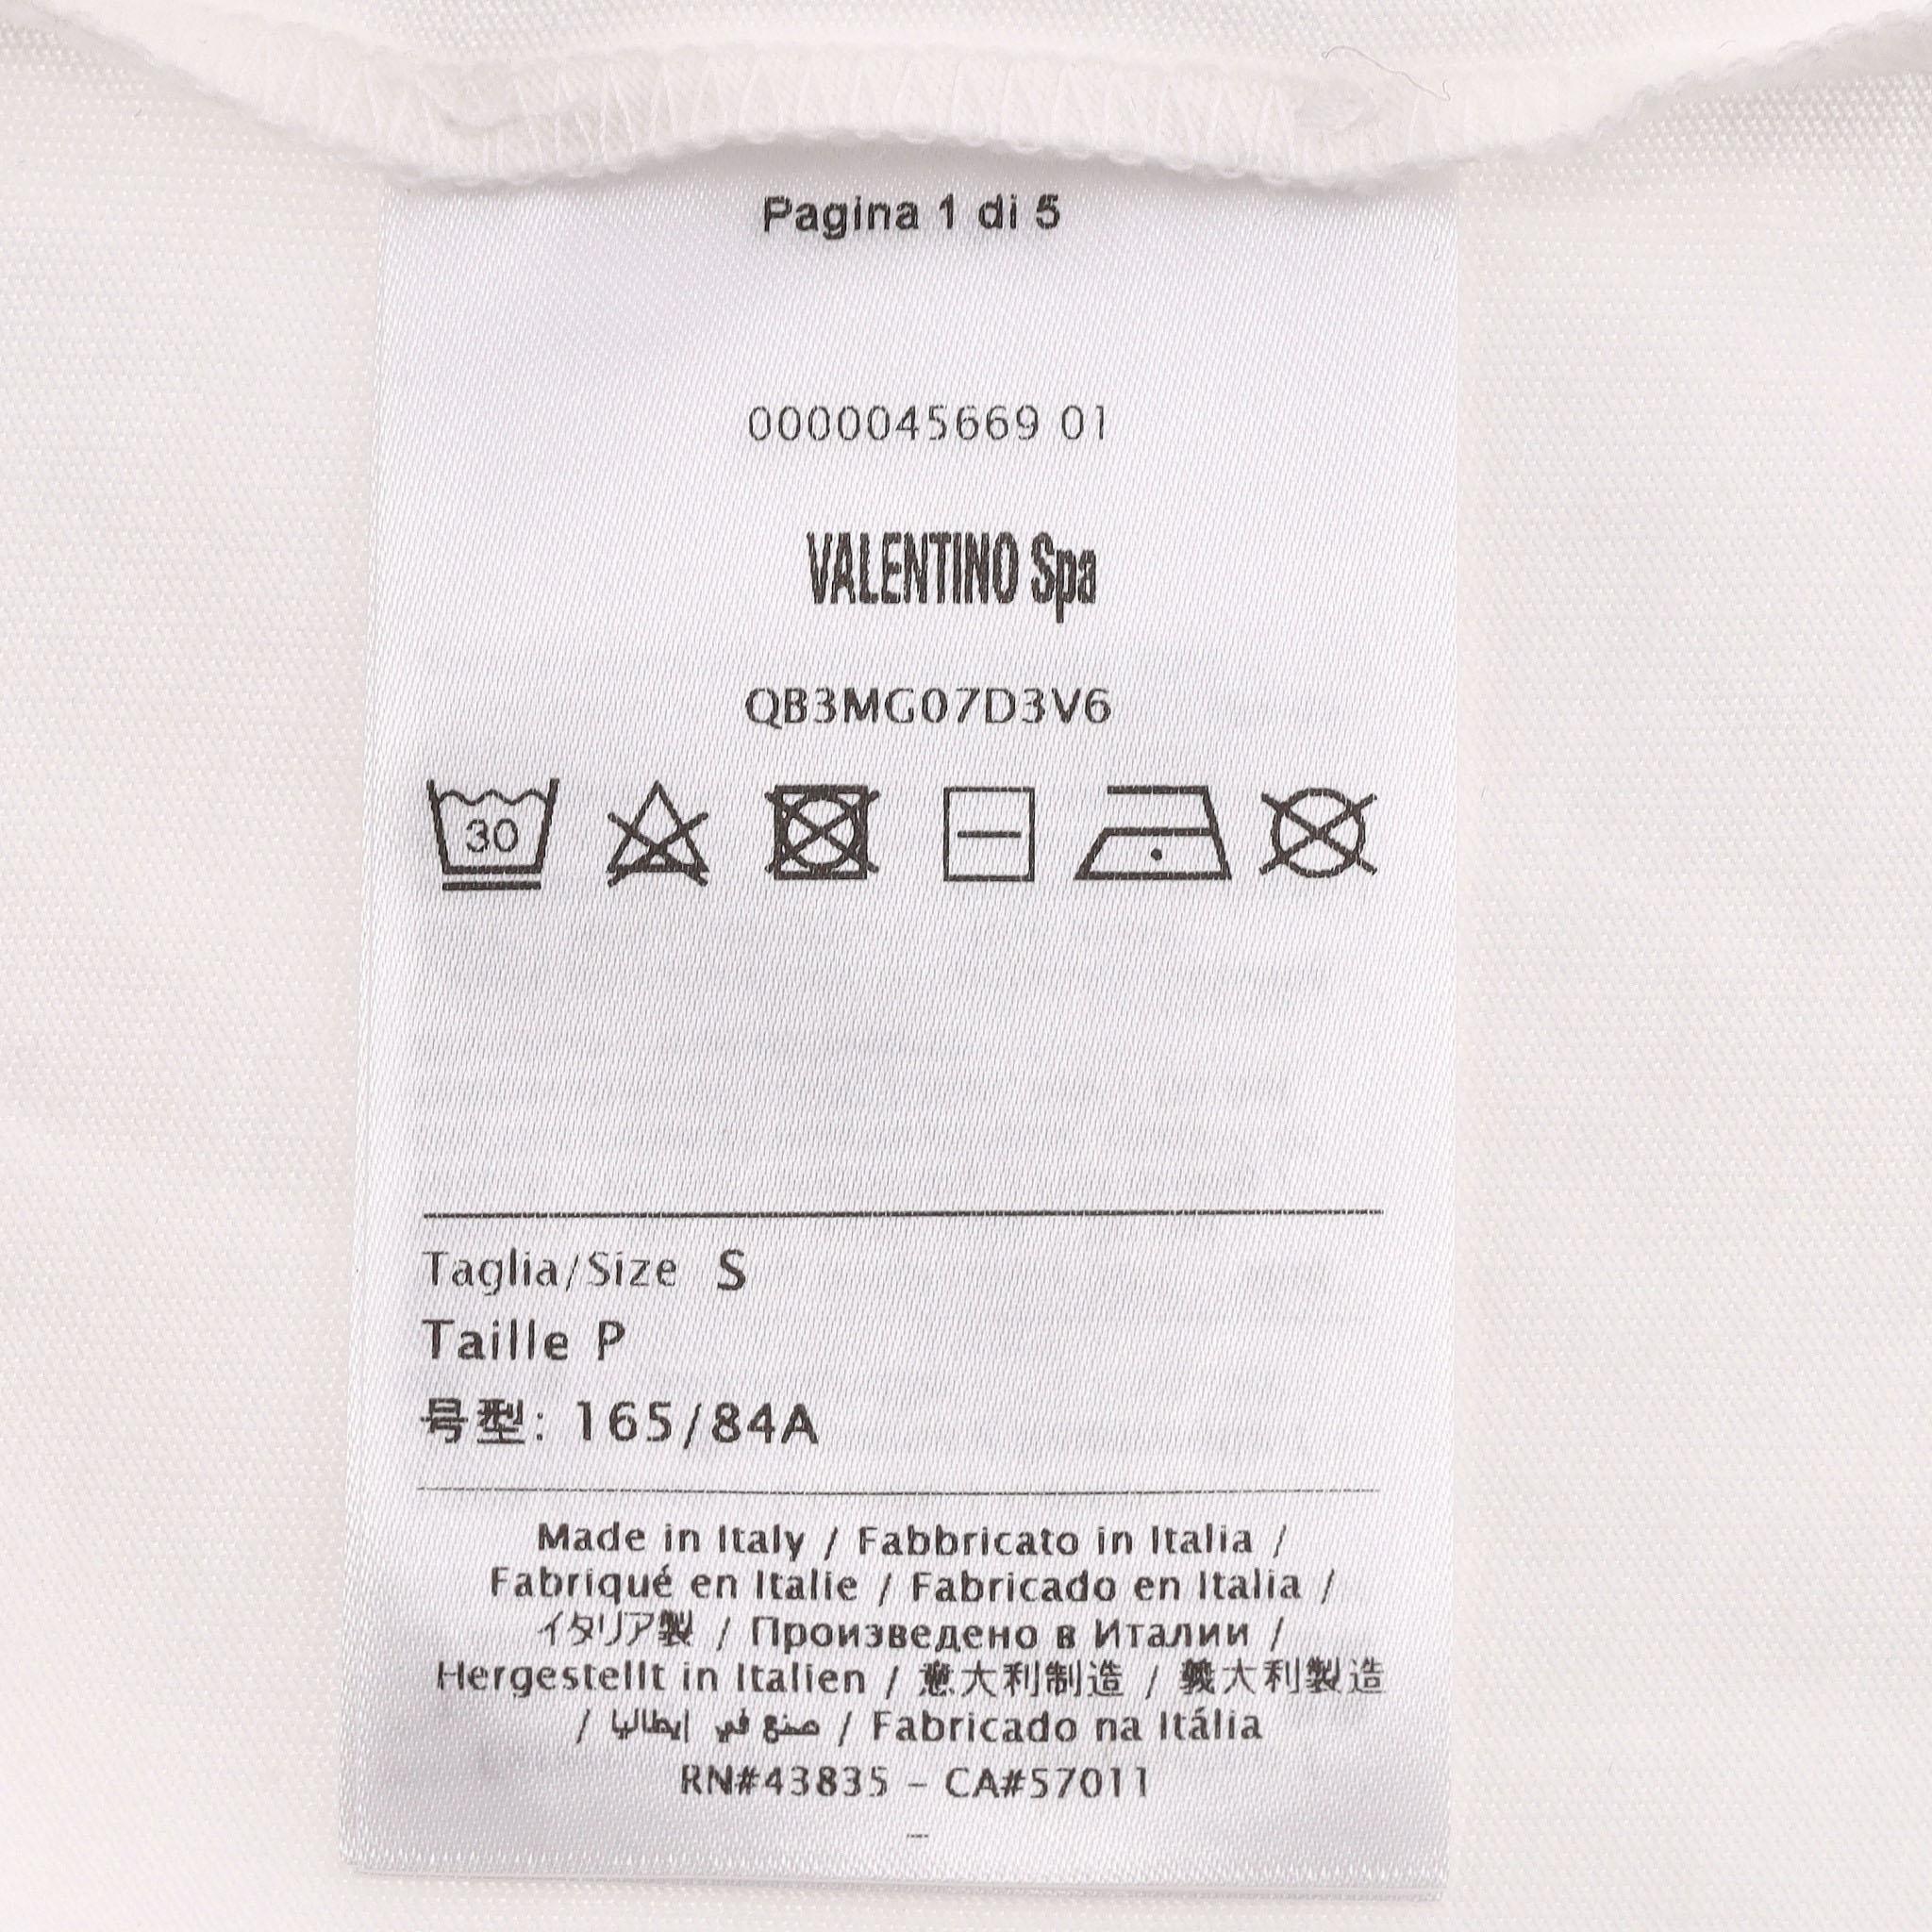 Pagina 1 di 5
0000045669 01
VALENTINO Spa
QB3MG07D3V6
30
Taglia/Size S
Taille P
号型: 165/84A
Made in Italy / Fabbricato in Italia /
Fabriqué en Italie / Fabricado en Italia /
イタリア製 / Произведено в Италии /
Hergestellt in Italien / 意大利制造 / 義大利製造
/ صنع في إيطاليا / Fabricado na Itália
RN#43835 – CA#57011